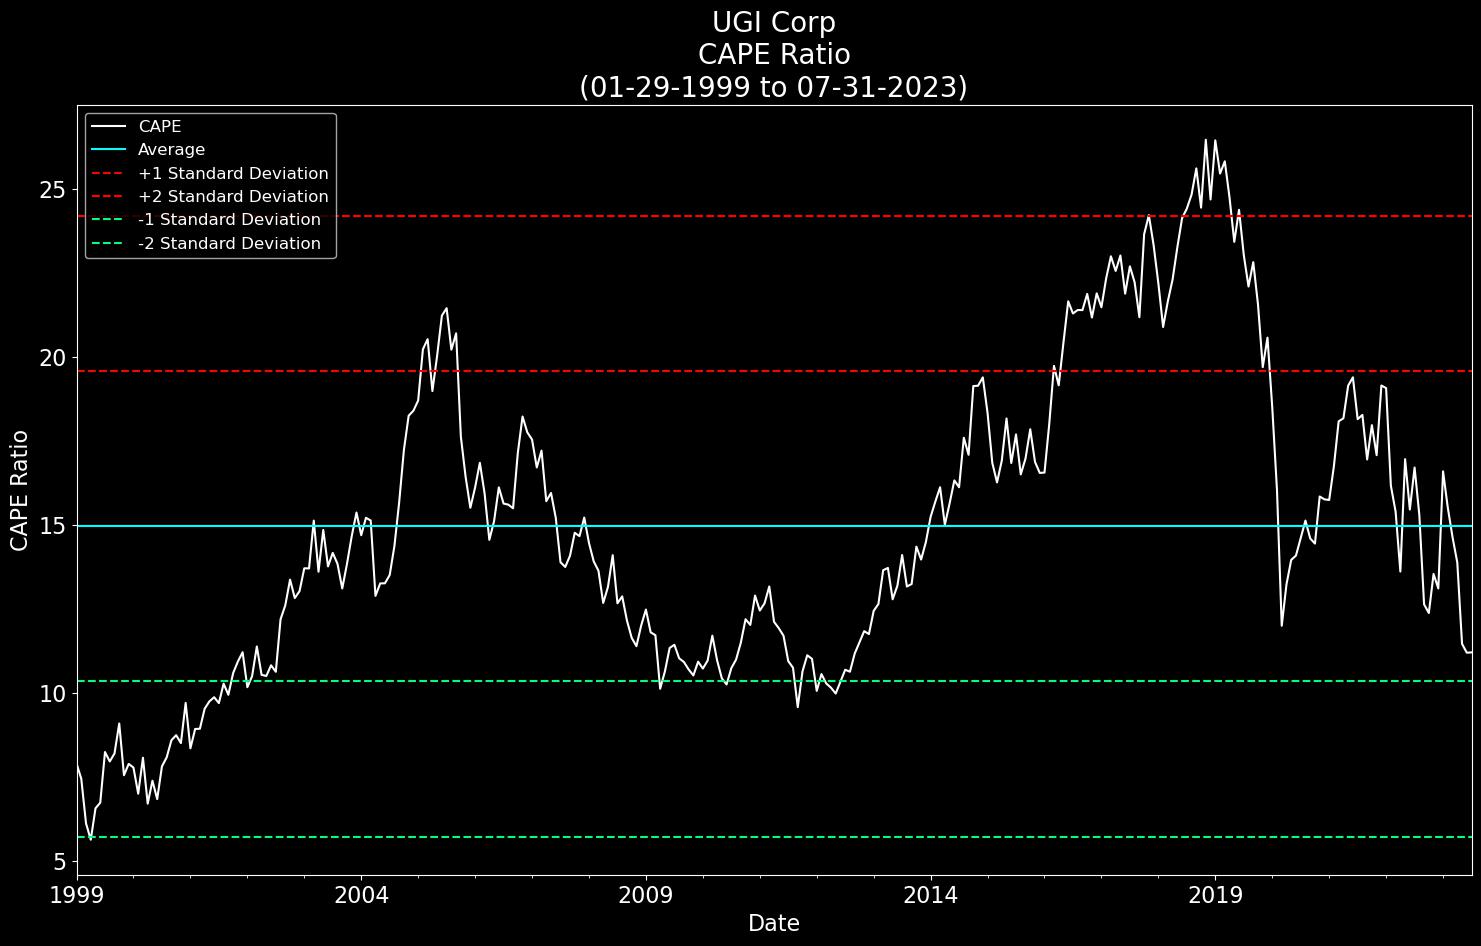 UGI Corp
CAPE Ratio
(01-29-1999 to 07-31-2023)
CAPE
Average
+1 Standard Deviation
+2 Standard Deviation
-1 Standard Deviation
-2 Standard Deviation
CAPE Ratio
25
20
15
10
5
1999
2004
2009
2014
2019
Date